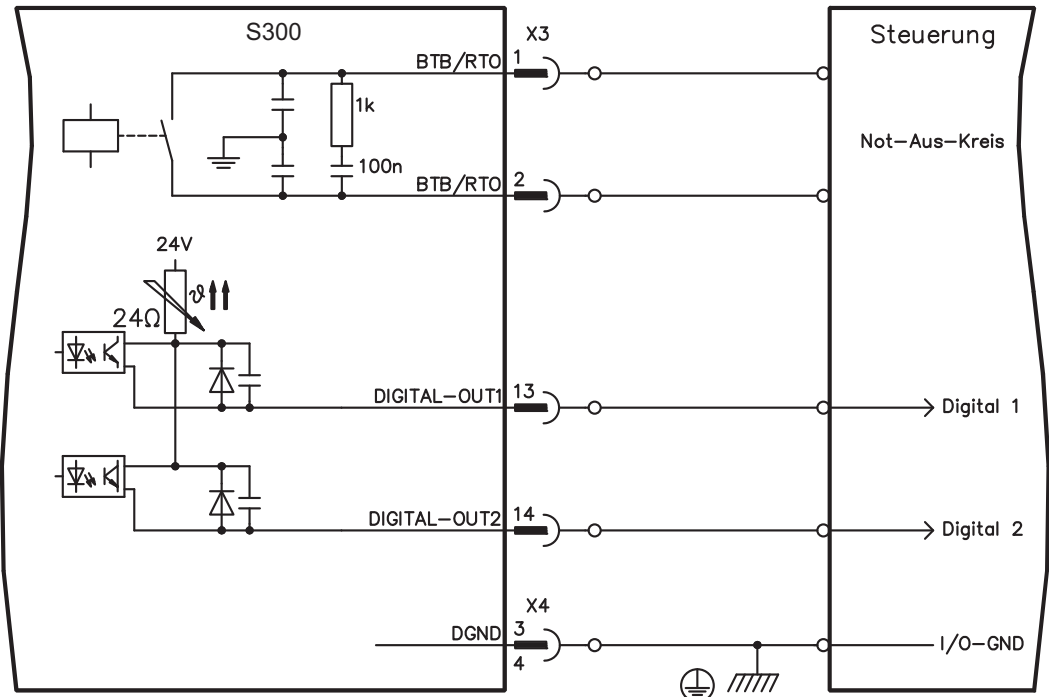 S300
X3
Steuerung
BTB/RTO
1
1k
Not-Aus-Kreis
100n
BTB/RTO
2
24V
ϑ
24Ω
DIGITAL-OUT1
13
Digital 1
DIGITAL-OUT2
14
Digital 2
X4
DGND
3
4
I/O-GND